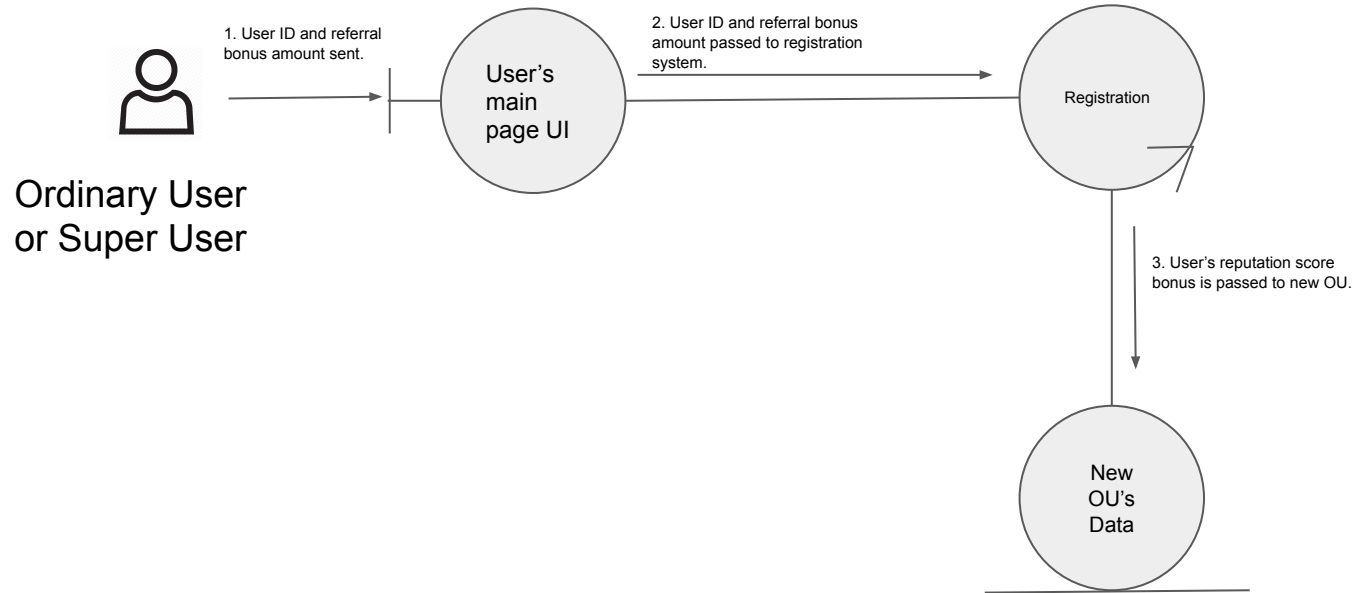 1. User ID and referral
bonus amount sent.
2. User ID and referral bonus
amount passed to registration
system.
User's
main
page UI
Registration
Ordinary User
or Super User
3. User’s reputation score
bonus is passed to new OU.
New
OU’s
Data